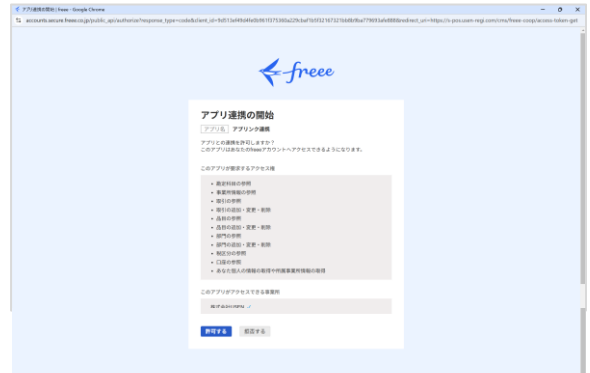 アプリ連携の開始 | freee - Google Chrome
freee
アプリ連携の開始
アプリ名 アプリンク連携
アプリとの連携を許可しますか？
このアプリはあなたのfreeeアカウントへアクセスできるようになります。
このアプリが要求するアクセス権
• 勘定科目の参照
• 事業所情報の参照
• 取引の参照
• 取引の追加・変更・削除
• 品目の参照
• 品目の追加・変更・削除
• 部門の参照
• 部門の追加・変更・削除
• 税区分の参照
• 口座の参照
• あなた個人の情報の取得や所属事業所情報の取得
このアプリがアクセスできる事業所
許可する 拒否する